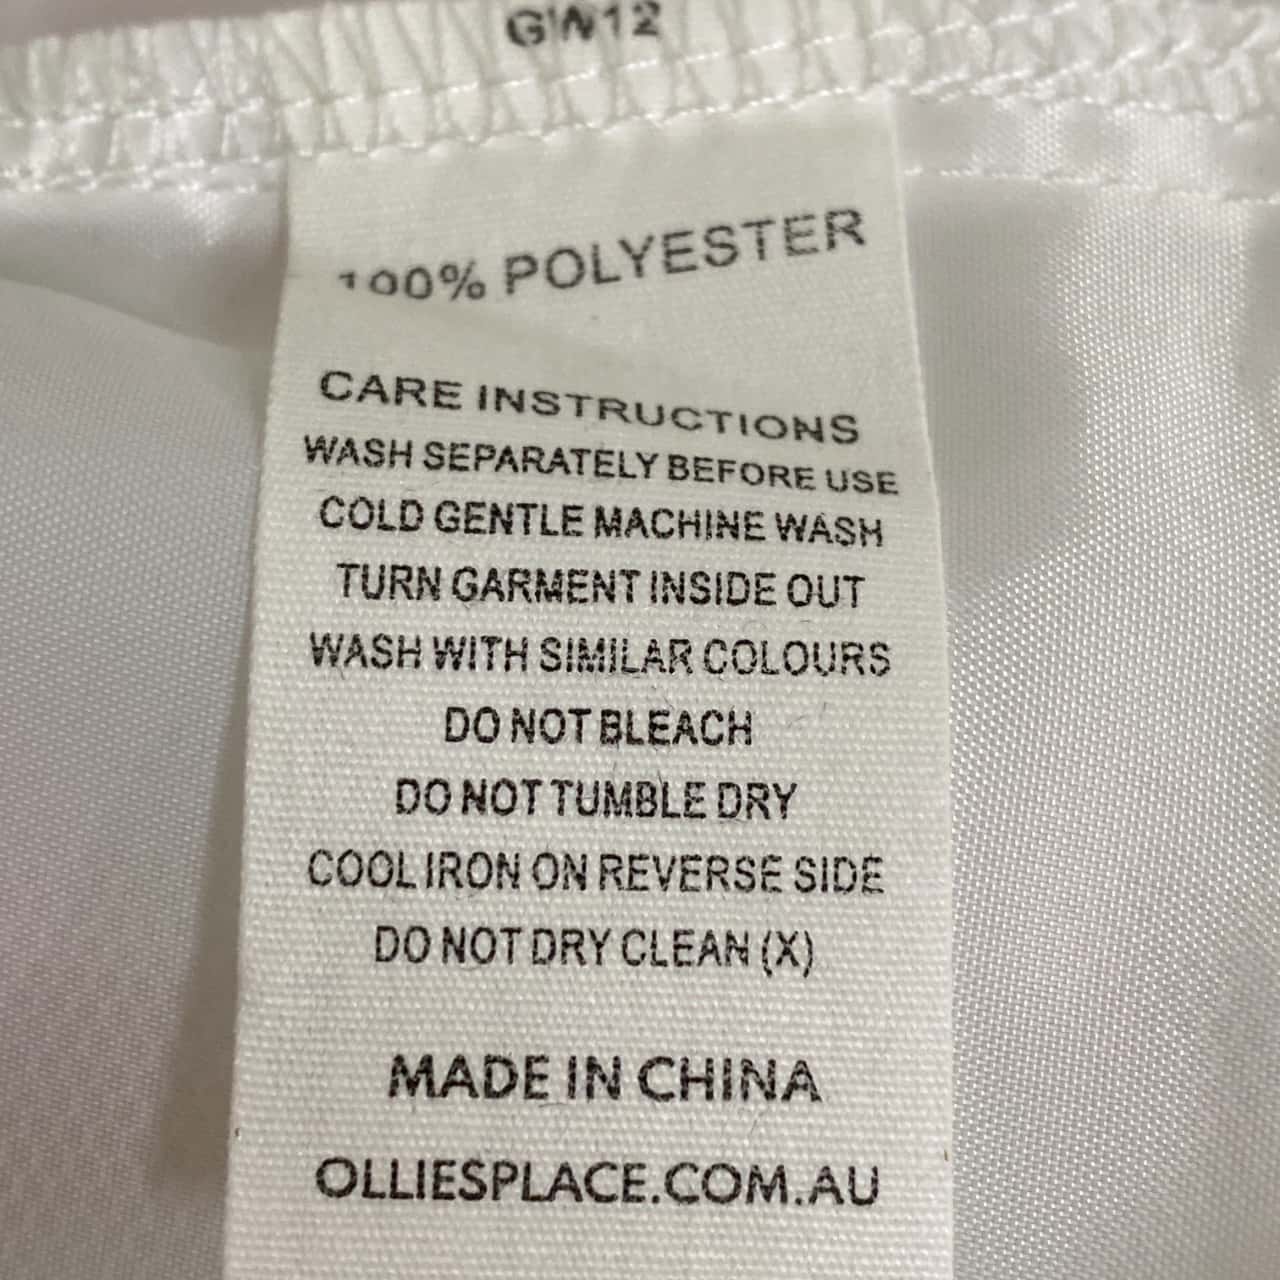 100% POLYESTER
CARE INSTRUCTIONS
WASH SEPARATELY BEFORE USE
COLD GENTLE MACHINE WASH
TURN GARMENT INSIDE OUT
WASH WITH SIMILAR COLOURS
DO NOT BLEACH
DO NOT TUMBLE DRY
COOL IRON ON REVERSE SIDE
DO NOT DRY CLEAN (X)
MADE IN CHINA
OLLIESPLACE.COM.AU